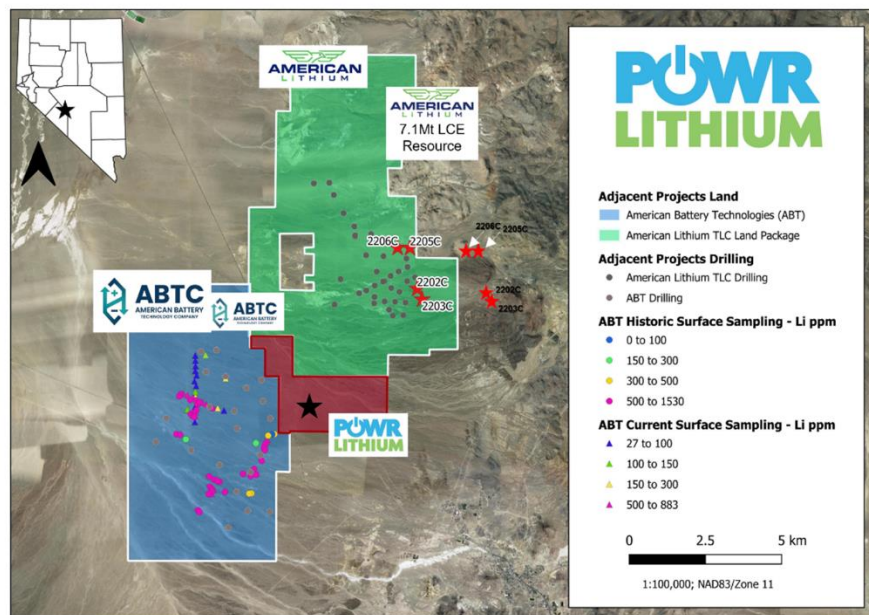 AMERICAN
LITHIUM
AMERICAN
LITHIUM
7.1Mt LCE
Resource
2206C
2205C
2206C
2205C
2202C
2203C
2202C
2203C
ABTC
AMERICAN BATTERY
TECHNOLOGY COMPANY
ABTC
AMERICAN BATTERY
TECHNOLOGY COMPANY
POWR
LITHIUM
POWR
LITHIUM
Adjacent Projects Land
American Battery Technologies (ABT)
American Lithium TLC Land Package
Adjacent Projects Drilling
American Lithium TLC Drilling
ABT Drilling
ABT Historic Surface Sampling - Li ppm
0 to 100
150 to 300
300 to 500
500 to 1530
ABT Current Surface Sampling - Li ppm
27 to 100
100 to 150
150 to 300
500 to 883
0 2.5 5 km
1:100,000; NAD83/Zone 11